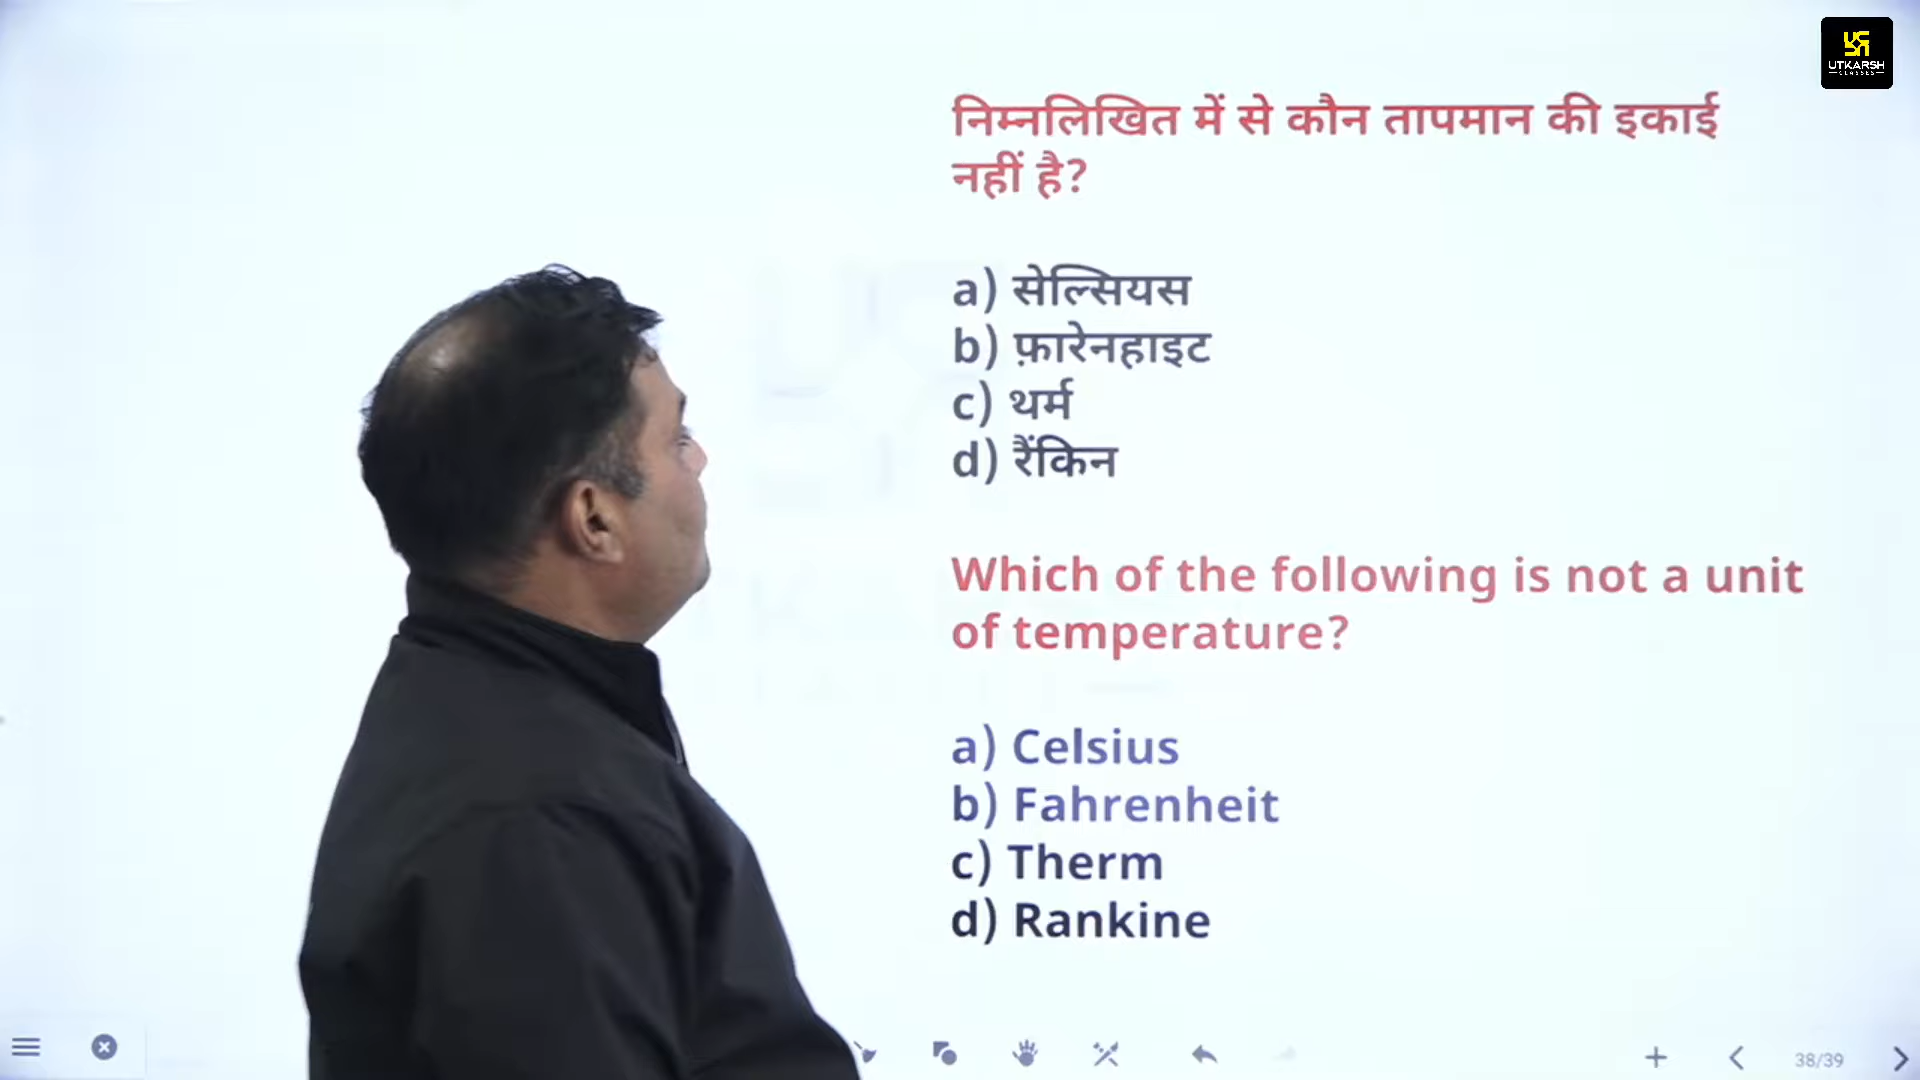 UTKARSH
CLASSES
निम्नलिखित में से कौन तापमान की इकाई
नहीं है?
a) सेल्सियस
b) फ़ारेनहाइट
c) थर्म
d) रैंकिन
Which of the following is not a unit
of temperature?
a) Celsius
b) Fahrenheit
c) Therm
d) Rankine
38/39